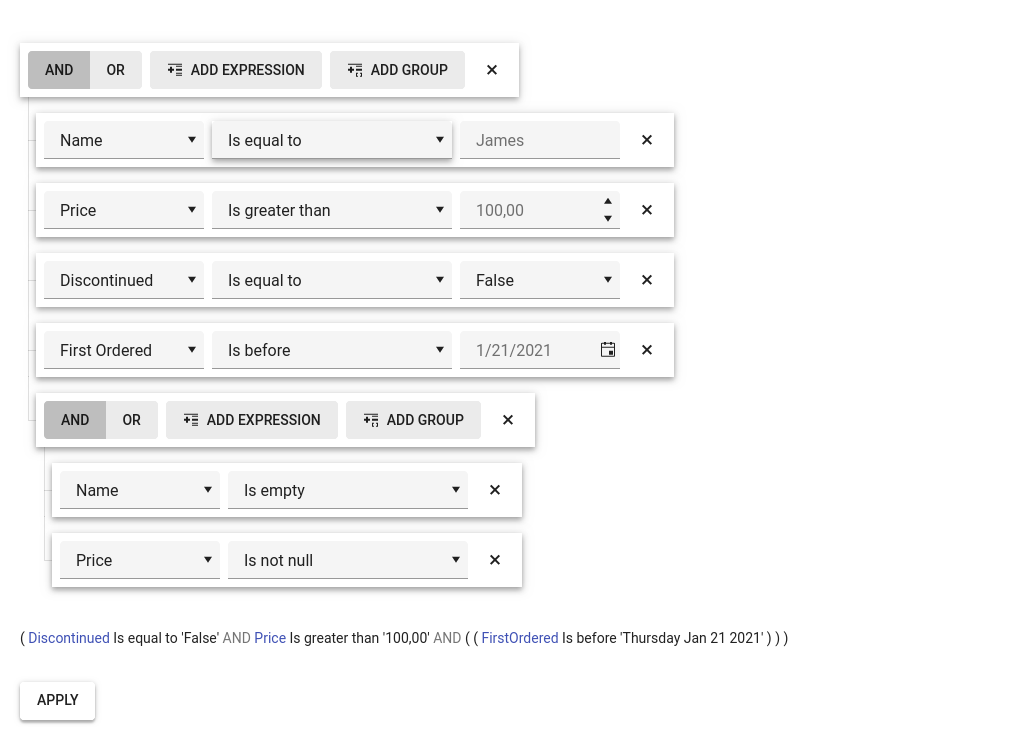 AND OR ADD EXPRESSION ADD GROUP
Name Is equal to James
Price Is greater than 100,00
Discontinued Is equal to False
First Ordered Is before 1/21/2021
AND OR ADD EXPRESSION ADD GROUP
Name Is empty
Price Is not null
( Discontinued Is equal to 'False' AND Price Is greater than '100,00' AND ( ( FirstOrdered Is before 'Thursday Jan 21 2021' ) ) )
APPLY